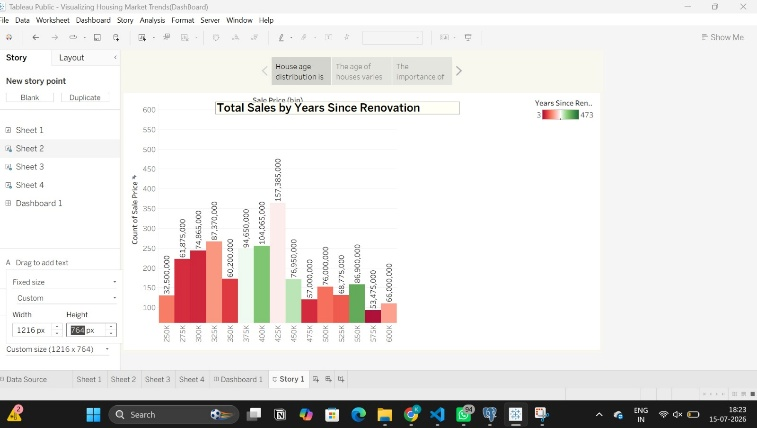 Tableau Public - Visualizing Housing Market Trends(DashBoard)
File Data Worksheet Dashboard Story Analysis Format Server Window Help
Show Me
Story Layout
New story point
Blank Duplicate
Sheet 1
Sheet 2
Sheet 3
Sheet 4
Dashboard 1
A Drag to add text
Fixed size
Custom
Width Height
1216 px 764 px
Custom size (1216 x 764)
House age
distribution is
The age of
houses varies
The
importance of
Sale Price (bin)
Total Sales by Years Since Renovation
Years Since Ren..
3 473
Count of Sale Price
600
550
500
450
400
350
300
250
200
150
100
32,500,000
61,875,000
74,865,000
87,370,000
60,200,000
94,650,000
104,065,000
157,385,000
76,950,000
57,000,000
76,000,000
68,775,000
86,900,000
53,475,000
66,000,000
250K 275K 300K 325K 350K 375K 400K 425K 450K 475K 500K 525K 550K 575K 600K
Data Source Sheet 1 Sheet 2 Sheet 3 Sheet 4 Dashboard 1 Story 1
2
Search
94
ENG
IN
18:23
15-07-2026